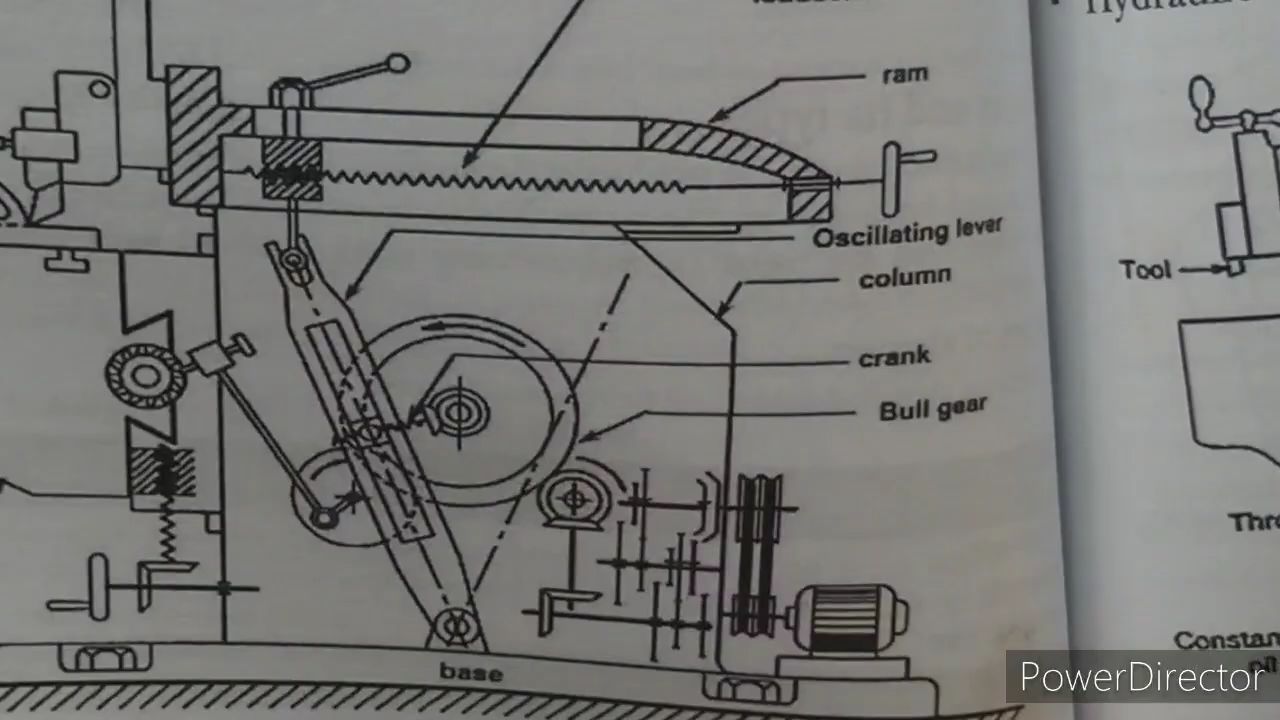 ram
Oscillating lever
column
crank
Bull gear
base
Tool
PowerDirector